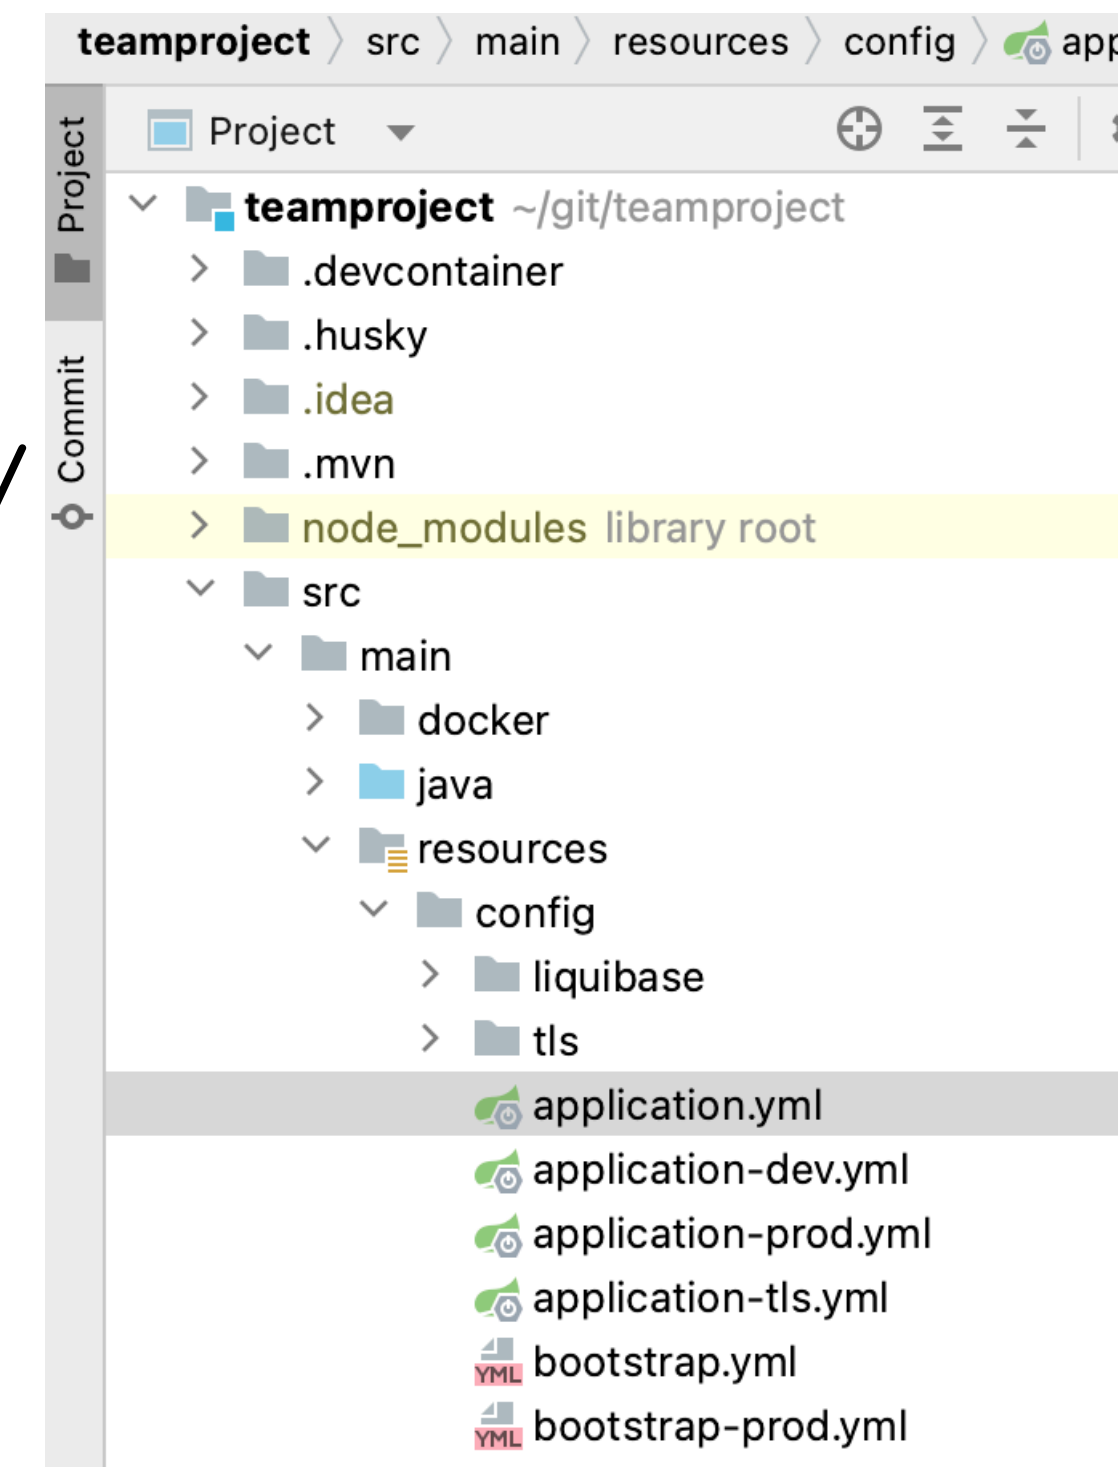 teamproject src main resources config app
Project
Project
Commit
teamproject ~/git/teamproject
.devcontainer
.husky
.idea
.mvn
node_modules library root
src
main
docker
java
resources
config
liquibase
tls
application.yml
application-dev.yml
application-prod.yml
application-tls.yml
YML bootstrap.yml
YML bootstrap-prod.yml